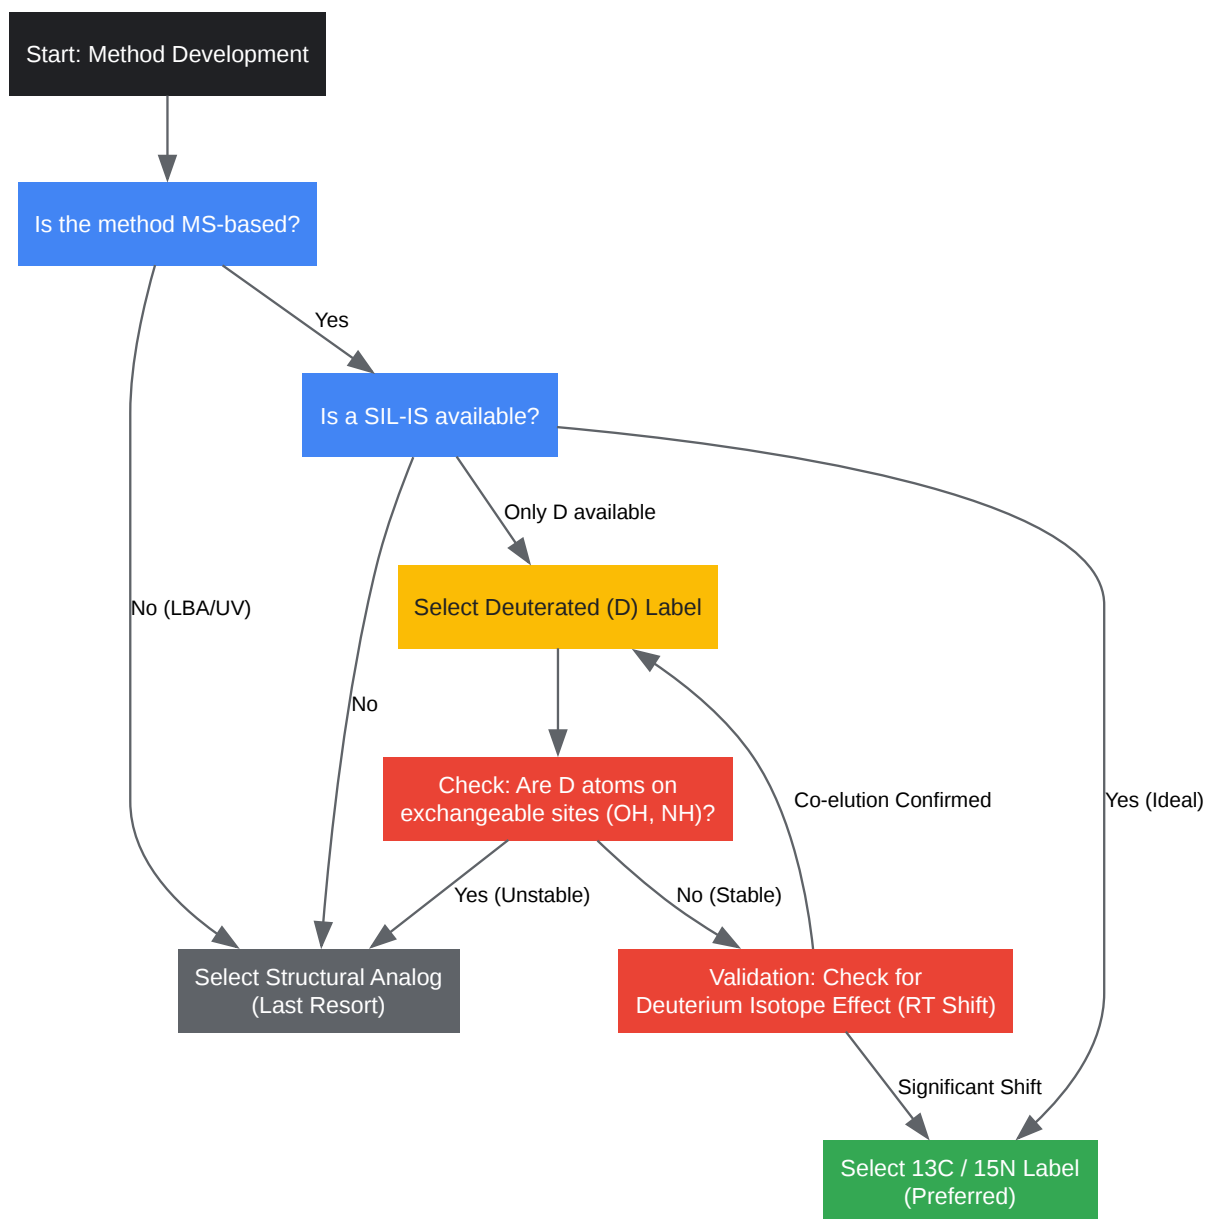 Start: Method Development
Is the method MS-based?
Yes
Is a SIL-IS available?
Only D available
Select Deuterated (D) Label
No (LBA/UV)
No
Check: Are D atoms on
exchangeable sites (OH, NH)?
Co-elution Confirmed
Yes (Ideal)
Yes (Unstable)
No (Stable)
Select Structural Analog
(Last Resort)
Validation: Check for
Deuterium Isotope Effect (RT Shift)
Significant Shift
Select 13C / 15N Label
(Preferred)